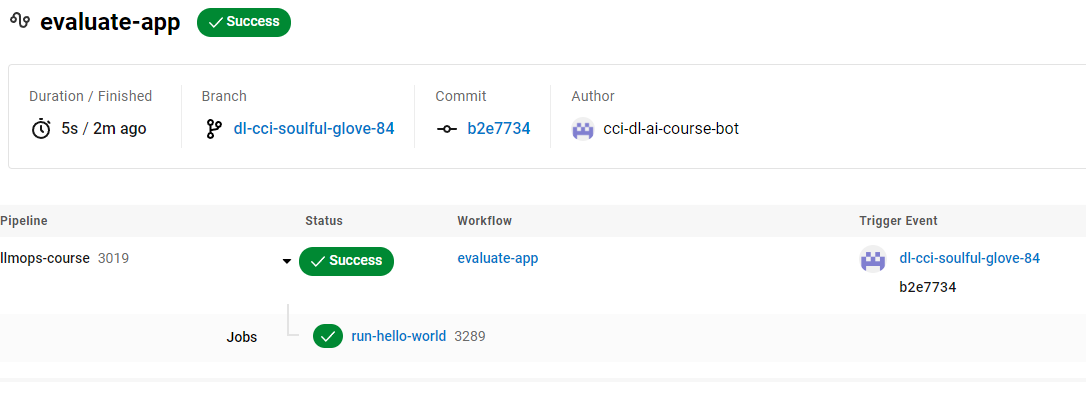 evaluate-app Success
Duration / Finished Branch Commit Author
5s / 2m ago dl-cci-soulful-glove-84 b2e7734 cci-dl-ai-course-bot
Pipeline Status Workflow Trigger Event
llmops-course 3019 Success evaluate-app dl-cci-soulful-glove-84
b2e7734
Jobs run-hello-world 3289